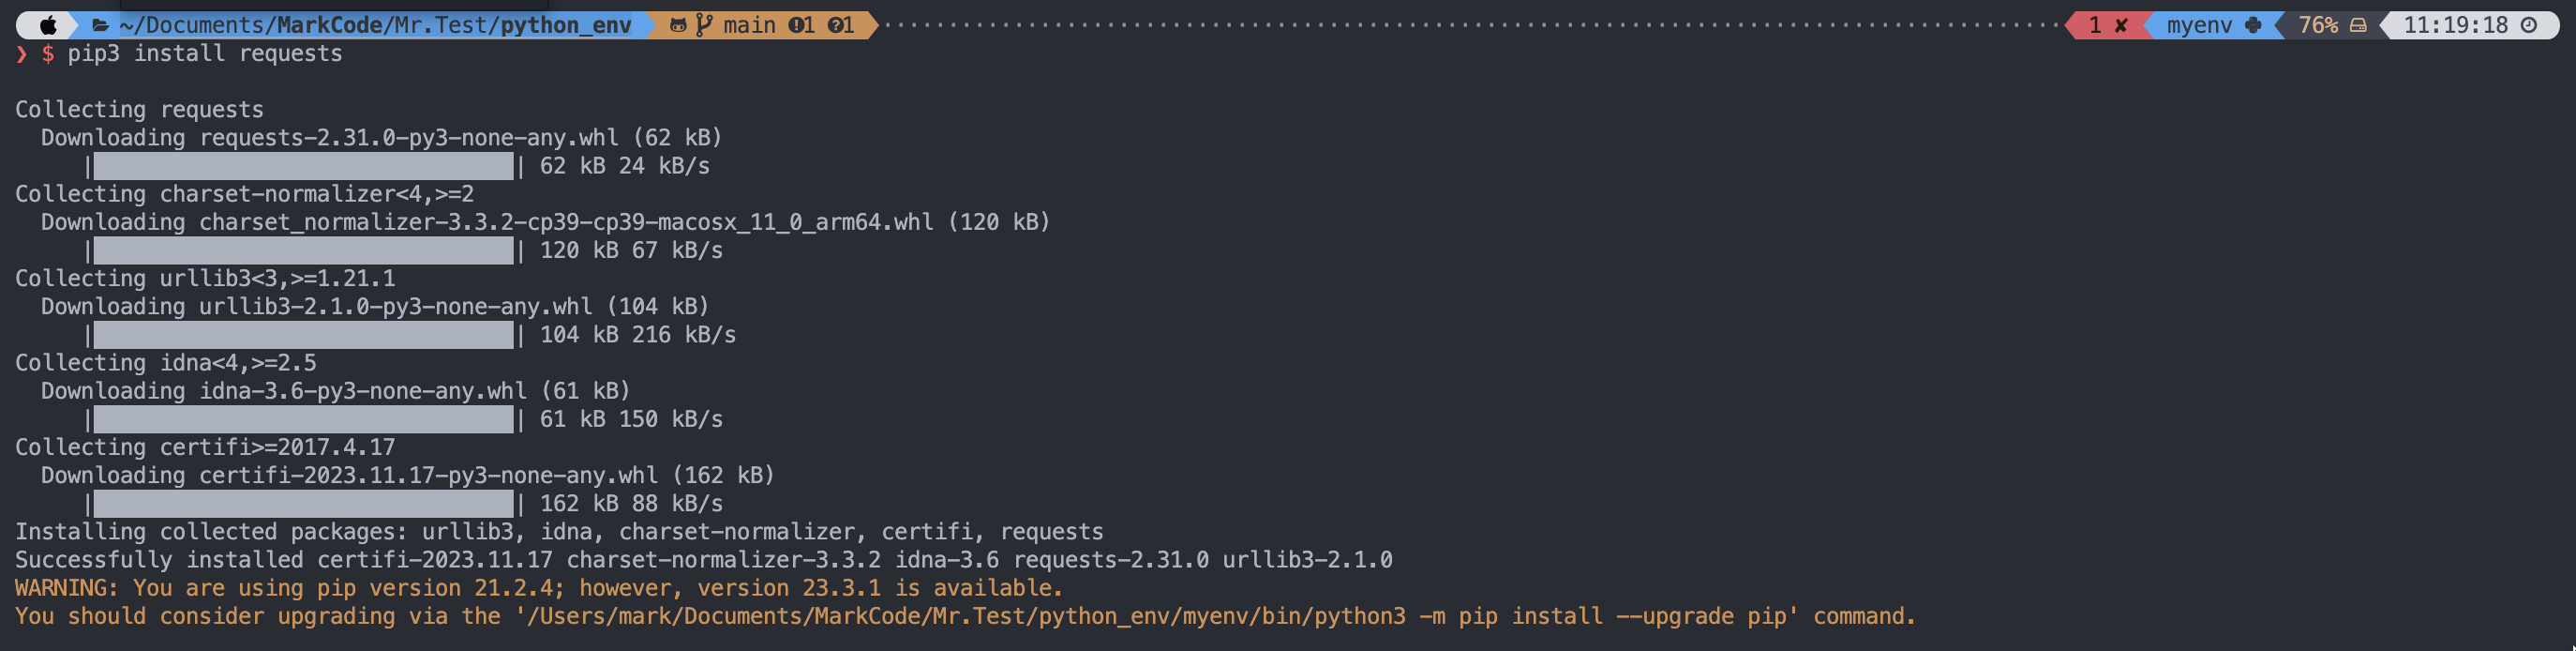 ~/Documents/MarkCode/Mr.Test/python_env main !1 ?1 1 ✘ myenv 76% 11:19:18
❯ $ pip3 install requests
Collecting requests
Downloading requests-2.31.0-py3-none-any.whl (62 kB)
|████████████████████████████████| 62 kB 24 kB/s
Collecting charset-normalizer<4,>=2
Downloading charset_normalizer-3.3.2-cp39-cp39-macosx_11_0_arm64.whl (120 kB)
|████████████████████████████████| 120 kB 67 kB/s
Collecting urllib3<3,>=1.21.1
Downloading urllib3-2.1.0-py3-none-any.whl (104 kB)
|████████████████████████████████| 104 kB 216 kB/s
Collecting idna<4,>=2.5
Downloading idna-3.6-py3-none-any.whl (61 kB)
|████████████████████████████████| 61 kB 150 kB/s
Collecting certifi>=2017.4.17
Downloading certifi-2023.11.17-py3-none-any.whl (162 kB)
|████████████████████████████████| 162 kB 88 kB/s
Installing collected packages: urllib3, idna, charset-normalizer, certifi, requests
Successfully installed certifi-2023.11.17 charset-normalizer-3.3.2 idna-3.6 requests-2.31.0 urllib3-2.1.0
WARNING: You are using pip version 21.2.4; however, version 23.3.1 is available.
You should consider upgrading via the '/Users/mark/Documents/MarkCode/Mr.Test/python_env/myenv/bin/python3 -m pip install --upgrade pip' command.